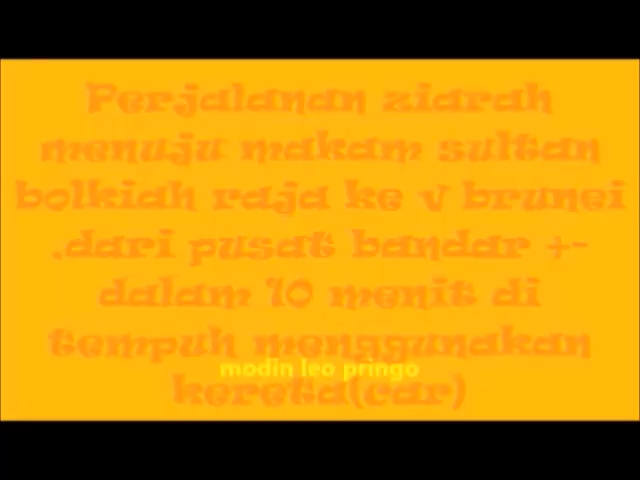 Perjalanan ziarah
menuju makam sultan
bolkiah raja ke v brunei
.dari pusat bandar +-
dalam 10 menit di
tempuh menggunakan
modin leo pringo
kereta(car)